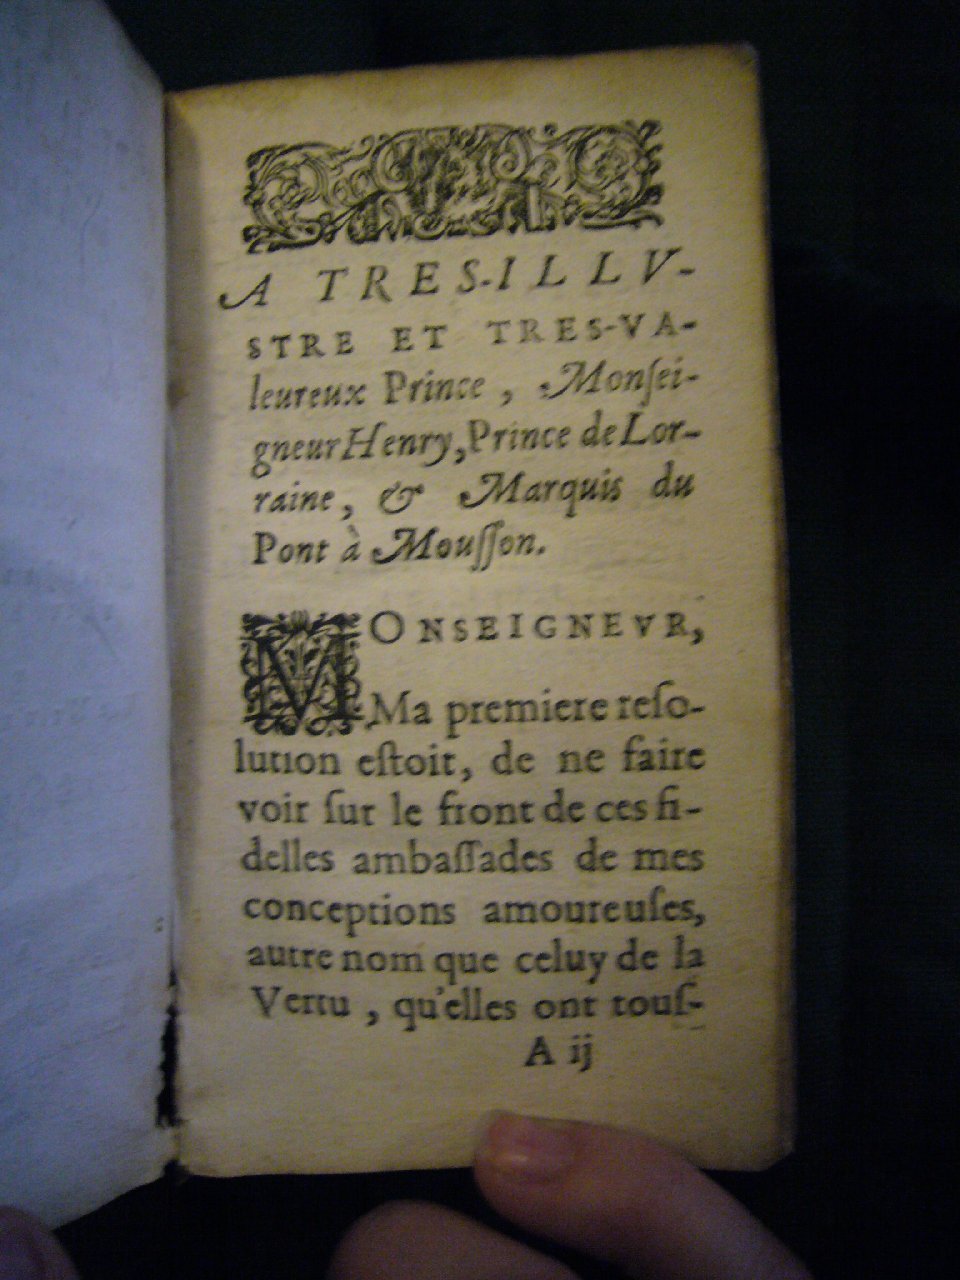 A TRES-ILLV-
STRE ET TRES-VA-
leureux Prince, Monſei-
gneur Henry, Prince de Lor-
raine, & Marquis du
Pont à Mouſſon.
MONSEIGNEVR,
Ma premiere reſo-
lution eſtoit, de ne faire
voir ſur le front de ces fi-
delles ambaſſades de mes
conceptions amoureuſes,
autre nom que celuy de la
Vertu, qu'elles ont touſ-
A ij